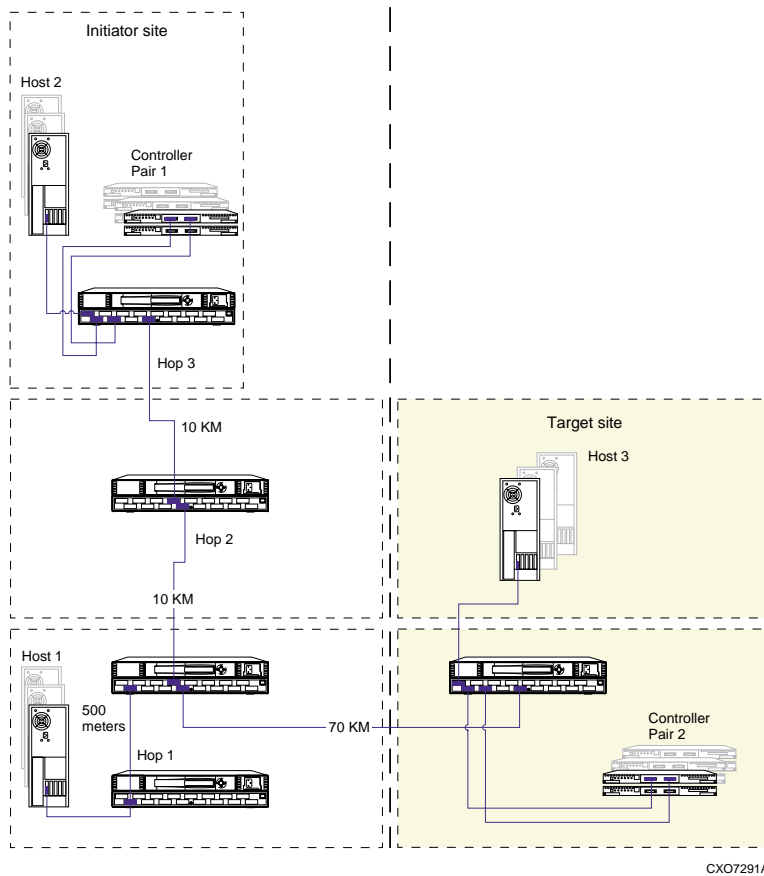 Initiator site
Host 2
Controller
Pair 1
Hop 3
10 KM
Target site
Host 3
Hop 2
10 KM
Host 1
500
meters
70 KM
Controller
Pair 2
Hop 1
CXO7291A